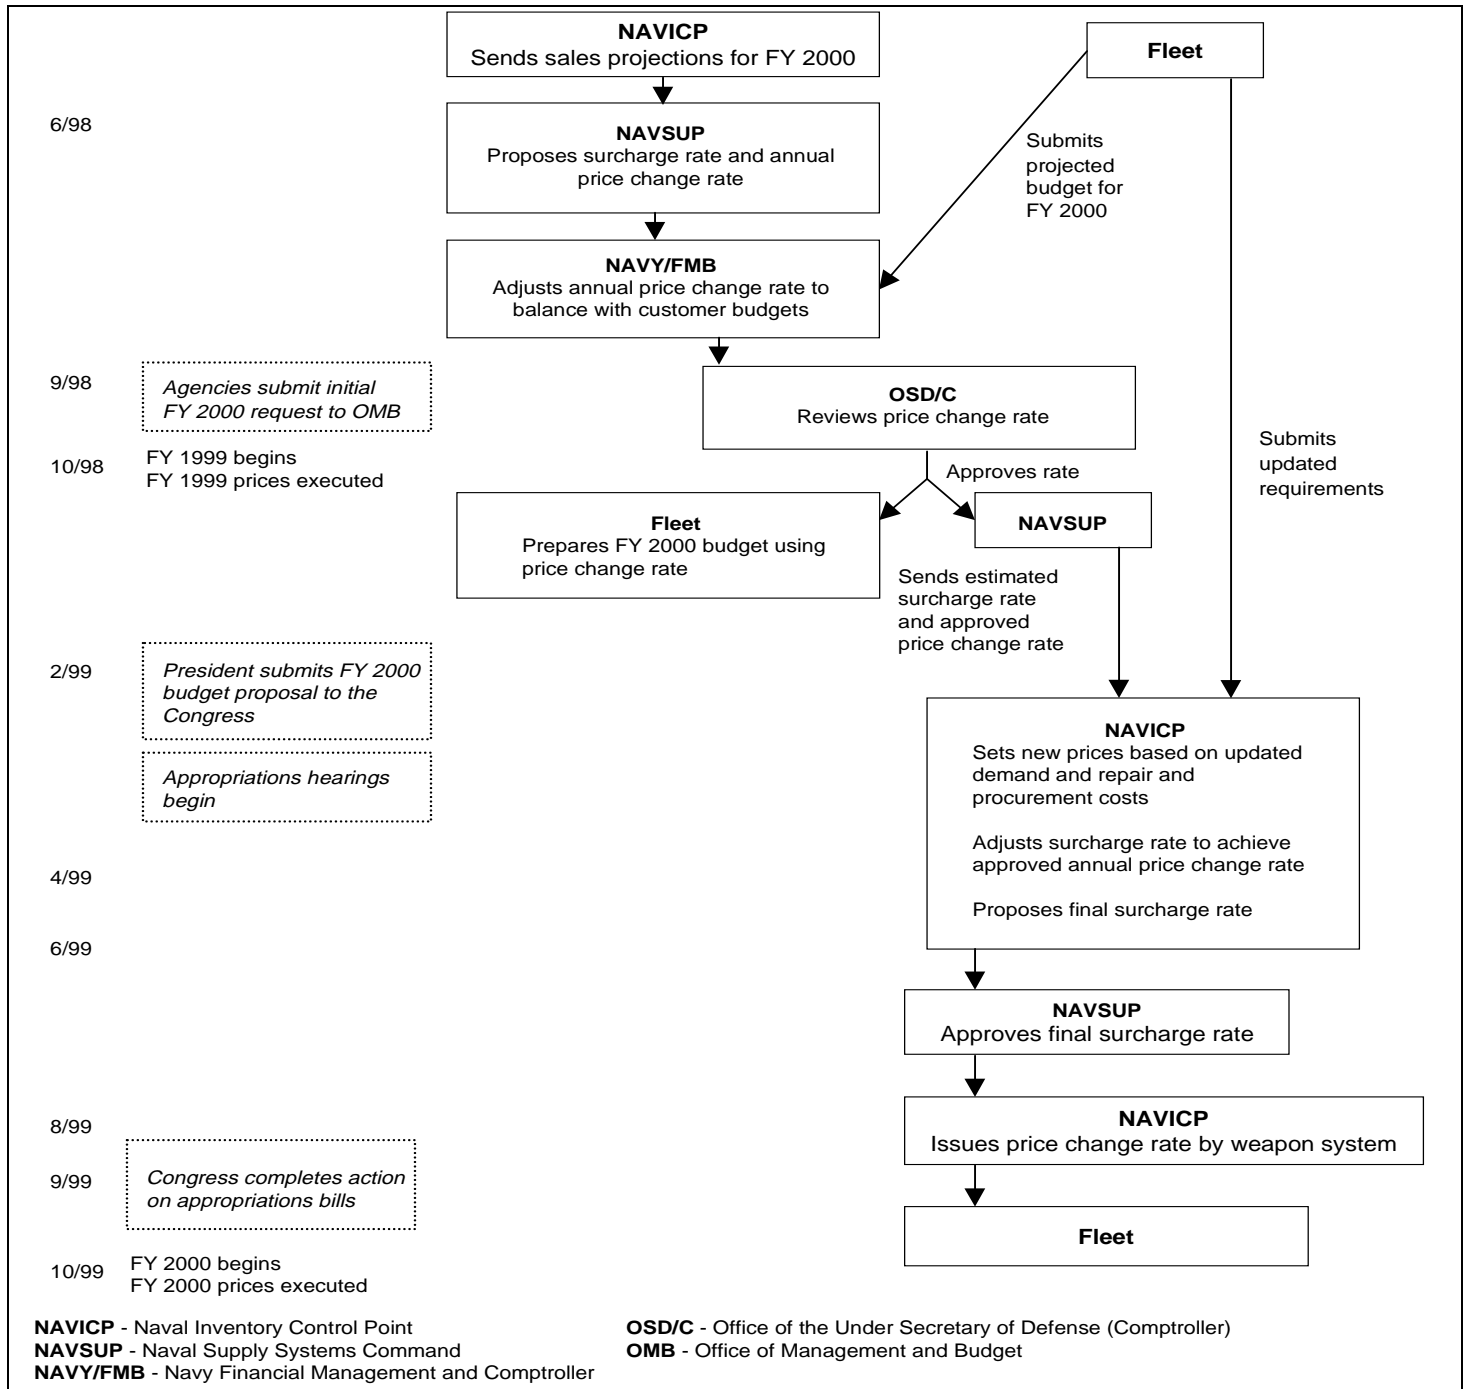 NAVICP
Sends sales projections for FY 2000
Fleet
6/98
NAVSUP
Proposes surcharge rate and annual
price change rate
Submits
projected
budget for
FY 2000
NAVY/FMB
Adjusts annual price change rate to
balance with customer budgets
9/98
Agencies submit initial
FY 2000 request to OMB
OSD/C
Reviews price change rate
10/98
FY 1999 begins
FY 1999 prices executed
Approves rate
Submits
updated
requirements
Fleet
Prepares FY 2000 budget using
price change rate
NAVSUP
Sends estimated
surcharge rate
and approved
price change rate
2/99
President submits FY 2000
budget proposal to the
Congress
Appropriations hearings
begin
NAVICP
Sets new prices based on updated
demand and repair and
procurement costs
Adjusts surcharge rate to achieve
approved annual price change rate
Proposes final surcharge rate
4/99
6/99
NAVSUP
Approves final surcharge rate
8/99
NAVICP
Issues price change rate by weapon system
9/99
Congress completes action
on appropriations bills
Fleet
10/99
FY 2000 begins
FY 2000 prices executed
NAVICP - Naval Inventory Control Point
NAVSUP - Naval Supply Systems Command
NAVY/FMB - Navy Financial Management and Comptroller
OSD/C - Office of the Under Secretary of Defense (Comptroller)
OMB - Office of Management and Budget